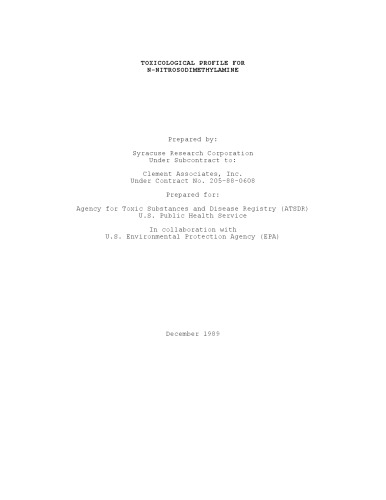 TOXICOLOGICAL PROFILE FOR
N-NITROSODIMETHYLAMINE
Prepared by:
Syracuse Research Corporation
Under Subcontract to:
Clement Associates, Inc.
Under Contract No. 205-88-0608
Prepared for:
Agency for Toxic Substances and Disease Registry (ATSDR)
U.S. Public Health Service
In collaboration with
U.S. Environmental Protection Agency (EPA)
December 1989